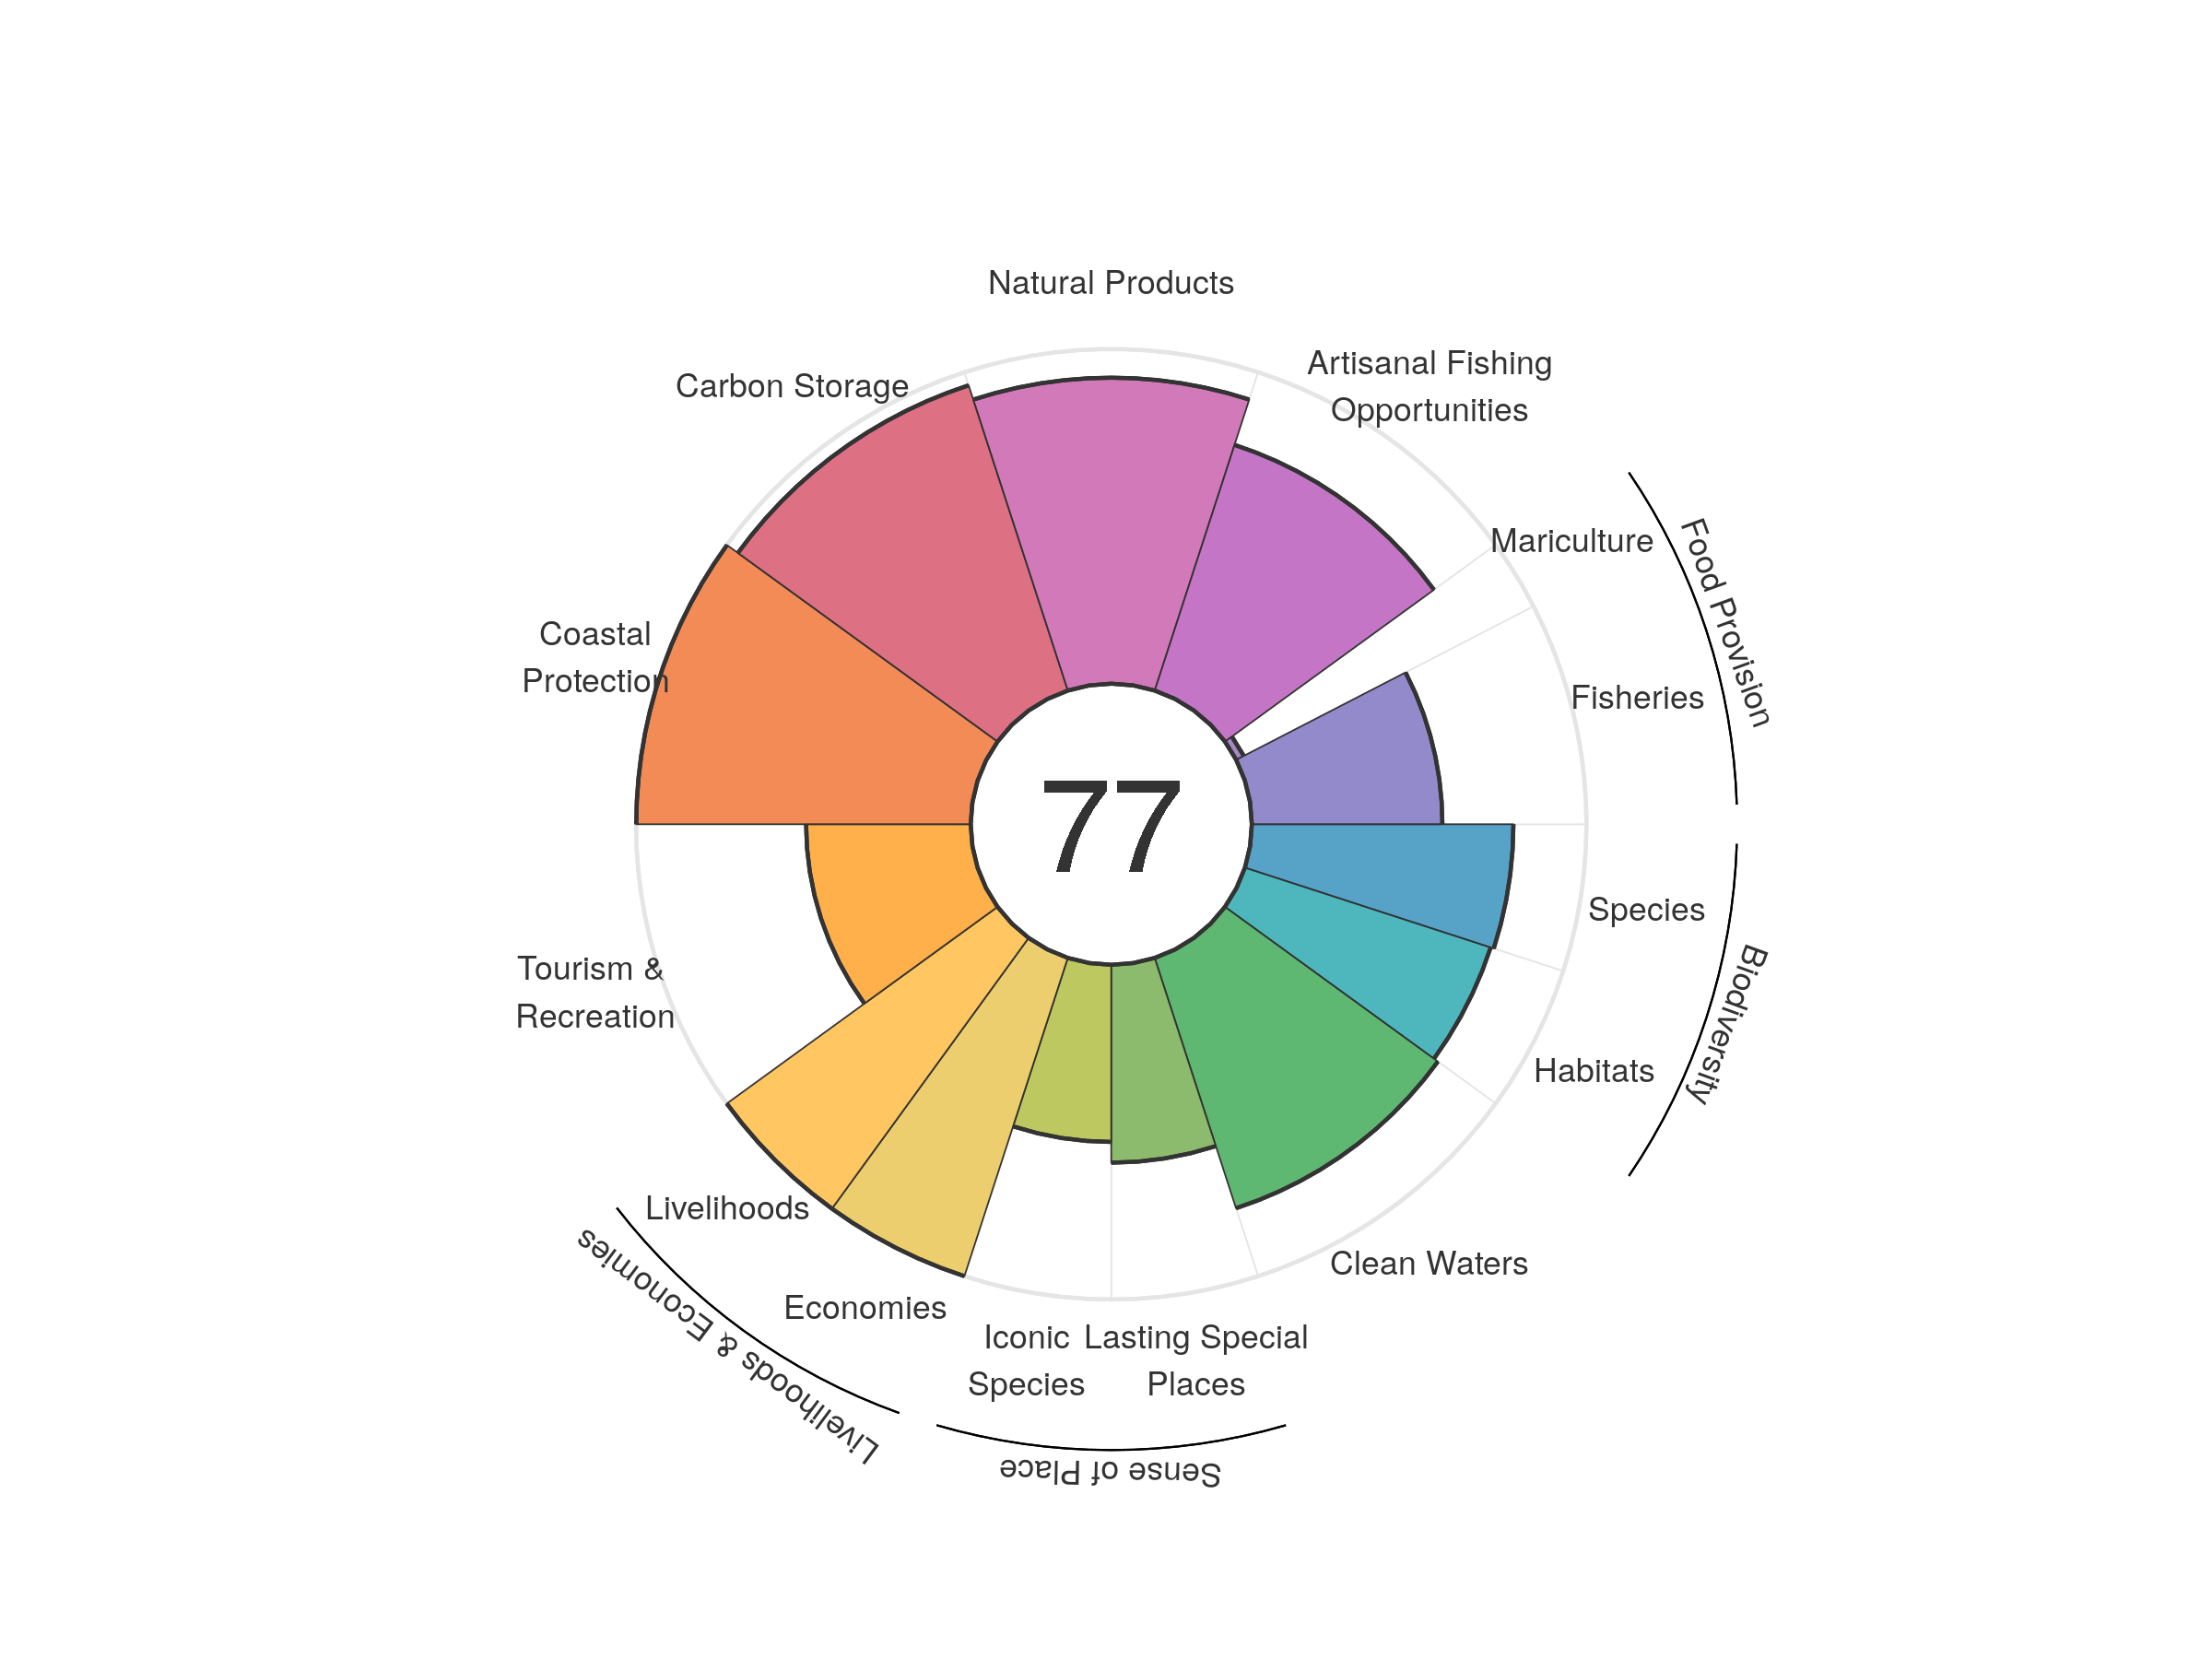 Natural Products
Artisanal Fishing
Opportunities
Carbon Storage
Mariculture
Food Provision
Coastal
Protection
Fisheries
77
Species
Biodiversity
Tourism &
Recreation
Habitats
Livelihoods
Clean Waters
Economies
Livelihoods & Economies
Iconic
Species
Lasting Special
Places
Sense of Place